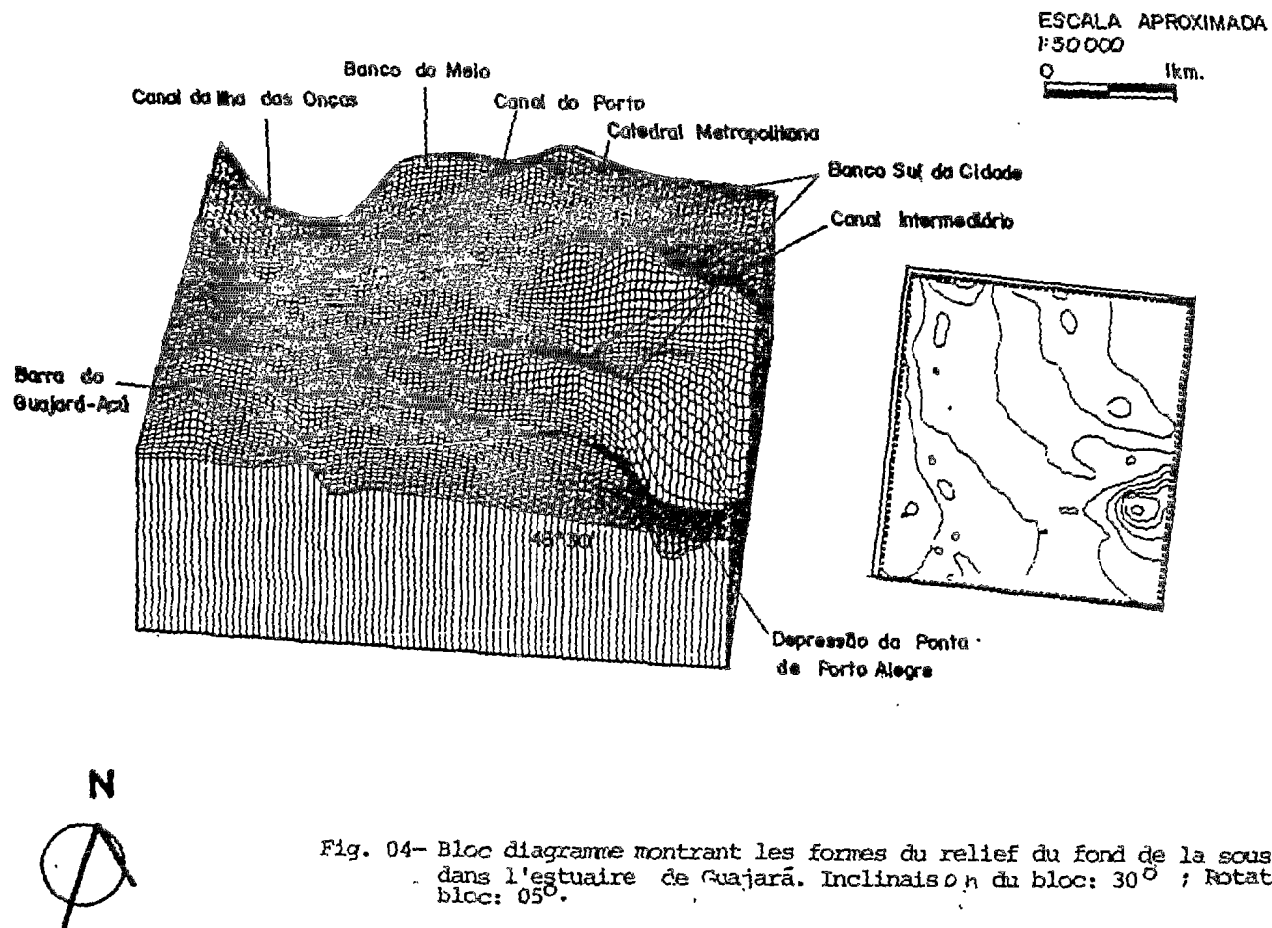 ESCALA APROXIMADA
1:50 000
0 1km.
Banco do Meio
Canal da Ilha das Onças
Canal do Porto
Catedral Metropolitana
Banco Sul da Cidade
Canal Intermediário
Barra do
Guajará-Açú
48°30'
Depressão da Ponta
de Porto Alegre
N
Fig. 04- Bloc diagramme montrant les formes du relief du fond de la sous
dans l'estuaire de Guajará. Inclinaison du bloc: 30° ; Rotat
bloc: 05°.